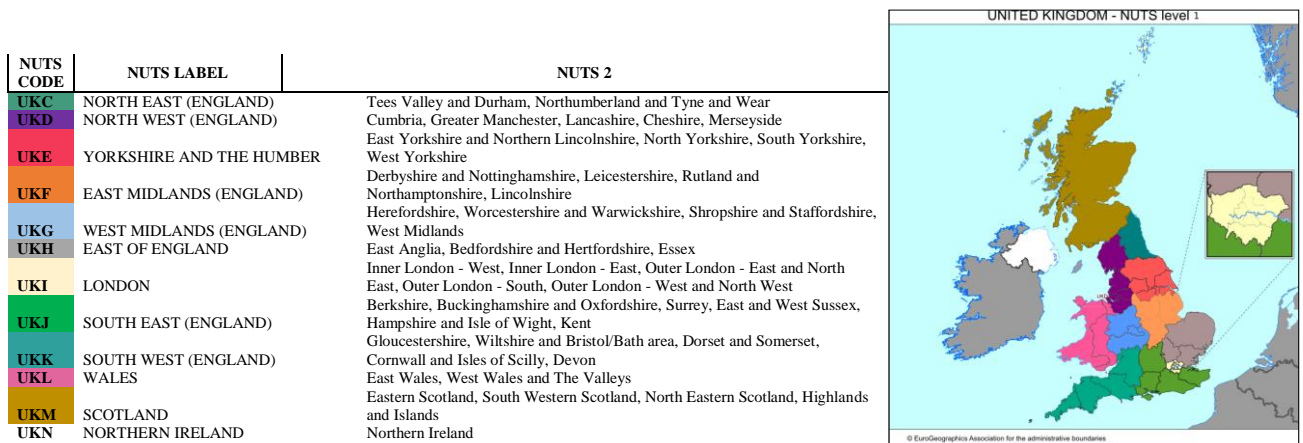 UNITED KINGDOM - NUTS level 1
NUTS CODE NUTS LABEL NUTS 2
UKC NORTH EAST (ENGLAND) Tees Valley and Durham, Northumberland and Tyne and Wear
UKD NORTH WEST (ENGLAND) Cumbria, Greater Manchester, Lancashire, Cheshire, Merseyside
East Yorkshire and Northern Lincolnshire, North Yorkshire, South Yorkshire,
UKE YORKSHIRE AND THE HUMBER West Yorkshire
Derbyshire and Nottinghamshire, Leicestershire, Rutland and
UKF EAST MIDLANDS (ENGLAND) Northamptonshire, Lincolnshire
Herefordshire, Worcestershire and Warwickshire, Shropshire and Staffordshire,
UKG WEST MIDLANDS (ENGLAND) West Midlands
UKH EAST OF ENGLAND East Anglia, Bedfordshire and Hertfordshire, Essex
Inner London - West, Inner London - East, Outer London - East and North
UKI LONDON East, Outer London - South, Outer London - West and North West
Berkshire, Buckinghamshire and Oxfordshire, Surrey, East and West Sussex,
UKJ SOUTH EAST (ENGLAND) Hampshire and Isle of Wight, Kent
Gloucestershire, Wiltshire and Bristol/Bath area, Dorset and Somerset,
UKK SOUTH WEST (ENGLAND) Cornwall and Isles of Scilly, Devon
UKL WALES East Wales, West Wales and The Valleys
Eastern Scotland, South Western Scotland, North Eastern Scotland, Highlands
UKM SCOTLAND and Islands
UKN NORTHERN IRELAND Northern Ireland
© EuroGeographics Association for the administrative boundaries